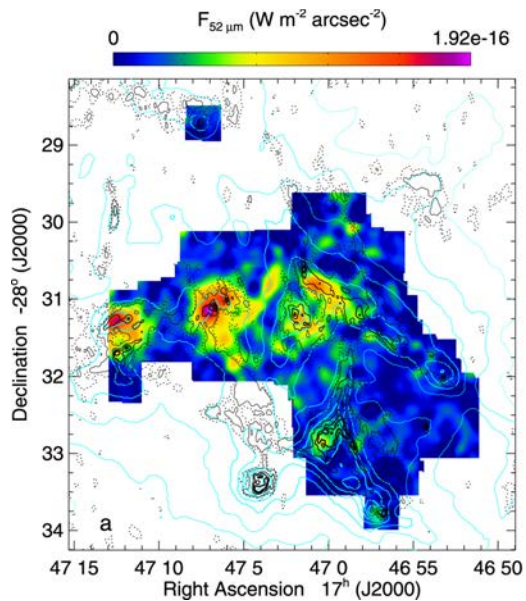 F52 μm (W m-2 arcsec-2)
0 1.92e-16
29
30
31
32
33
34
Declination -28° (J2000)
a
47 15 47 10 47 5 47 0 46 55 46 50
Right Ascension 17h (J2000)